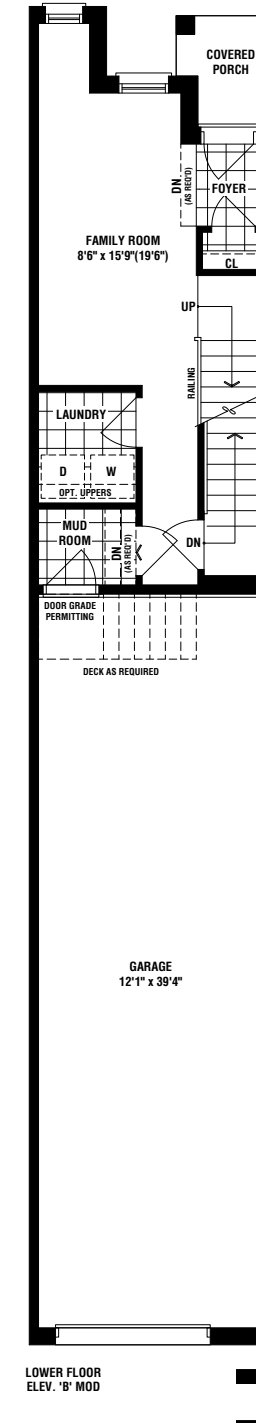 COVERED
PORCH
DN
(AS REQ'D)
FOYER
CL
FAMILY ROOM
8'6" x 15'9"(19'6")
UP
RAILING
LAUNDRY
D W
OPT. UPPERS
MUD
ROOM
DN
(AS REQ'D)
DN
DOOR GRADE
PERMITTING
DECK AS REQUIRED
GARAGE
12'1" x 39'4"
LOWER FLOOR
ELEV. 'B' MOD